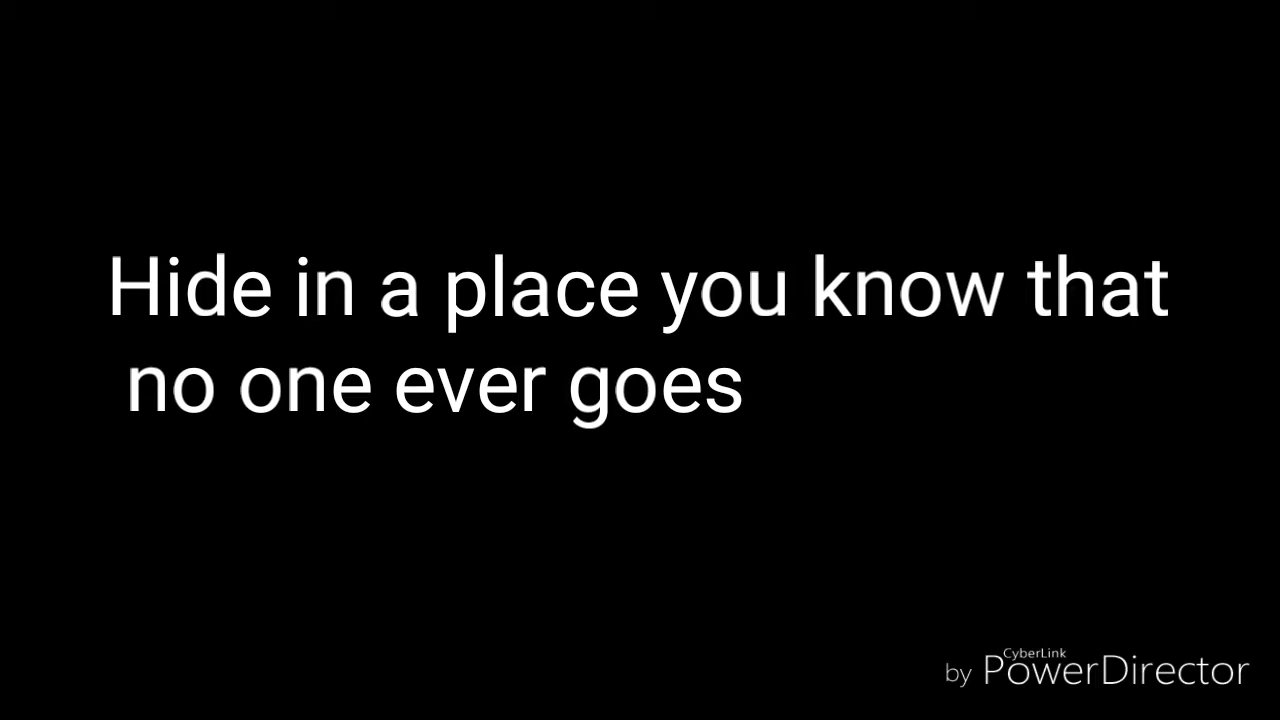 Hide in a place you know that
no one ever goes
CyberLink
by PowerDirector